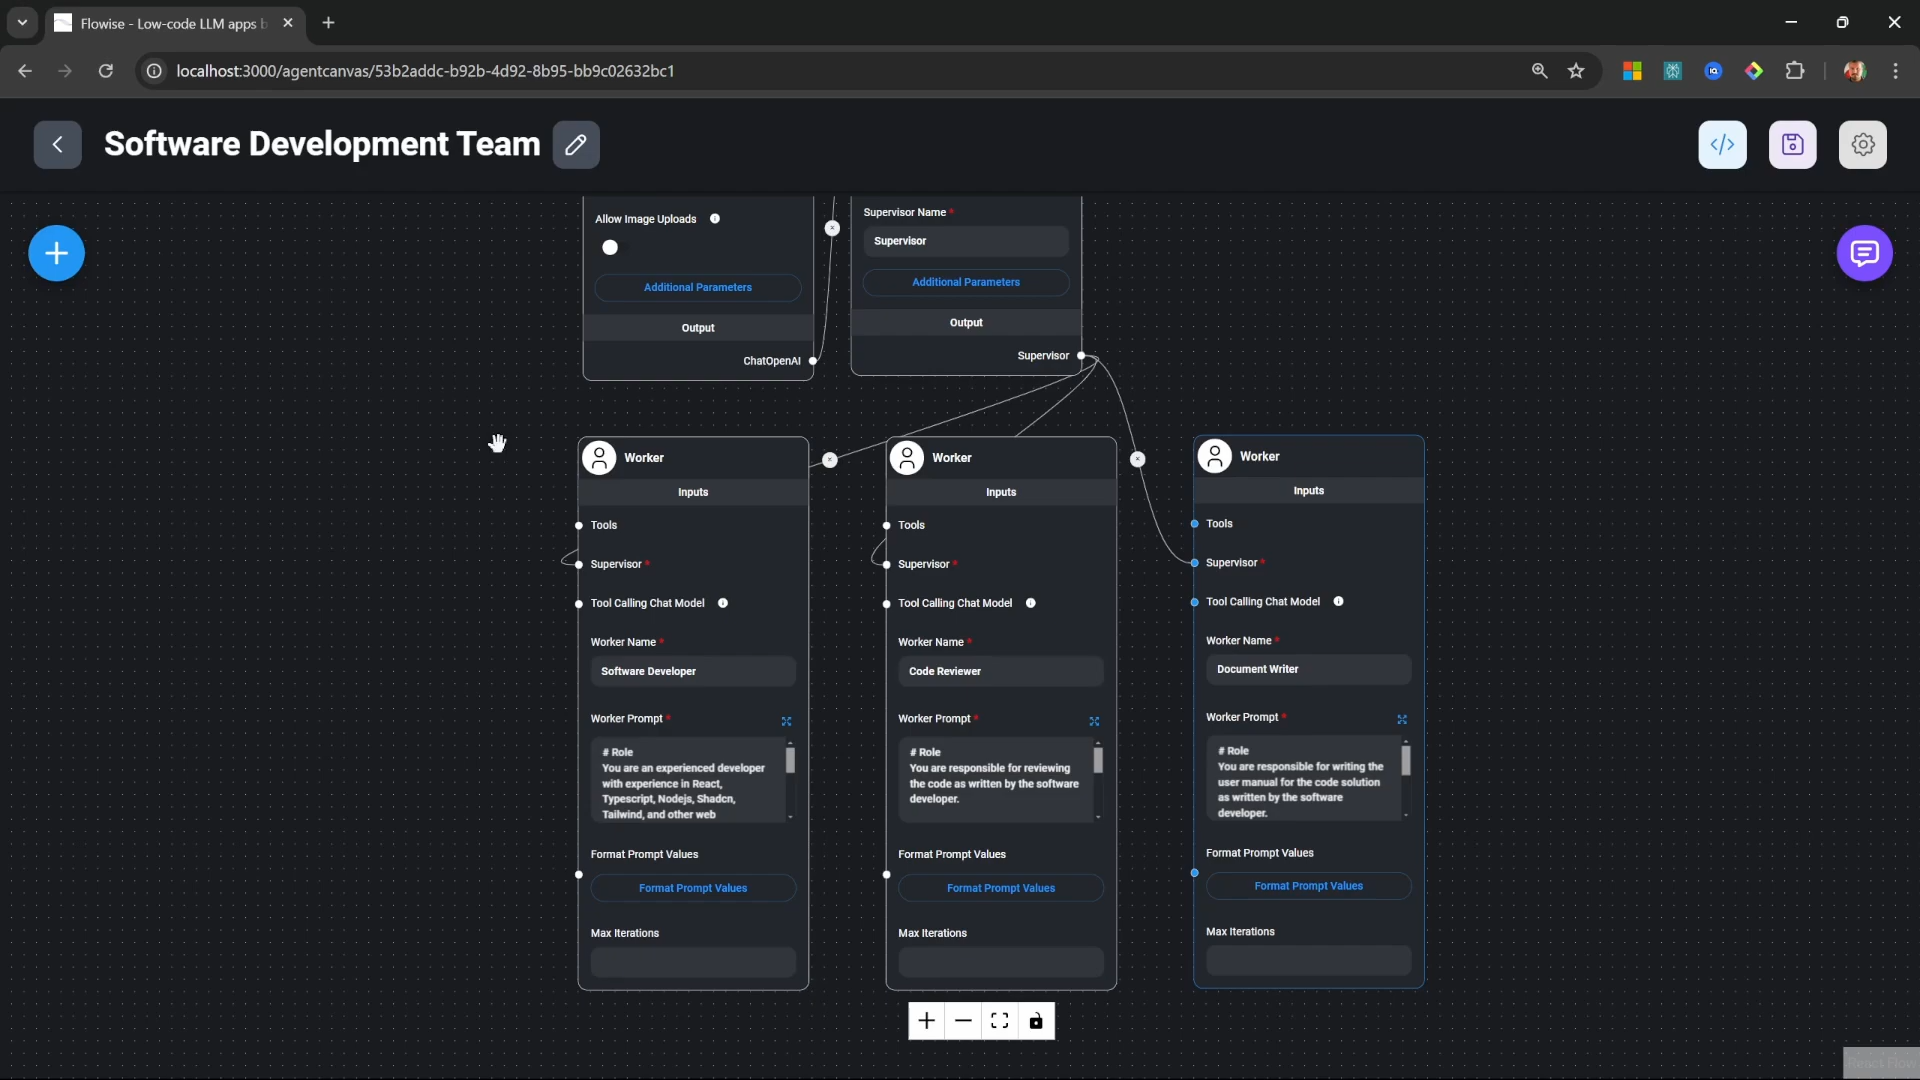 Flowise - Low-code LLM apps b
localhost:3000/agentcanvas/53b2addc-b92b-4d92-8b95-bb9c02632bc1
Software Development Team
Allow Image Uploads
Additional Parameters
Output
ChatOpenAI
Supervisor Name *
Supervisor
Additional Parameters
Output
Supervisor
Worker
Inputs
Tools
Supervisor *
Tool Calling Chat Model
Worker Name *
Software Developer
Worker Prompt *
# Role
You are an experienced developer
with experience in React,
Typescript, Nodejs, Shadcn,
Tailwind, and other web
Format Prompt Values
Format Prompt Values
Max Iterations
Worker
Inputs
Tools
Supervisor *
Tool Calling Chat Model
Worker Name *
Code Reviewer
Worker Prompt *
# Role
You are responsible for reviewing
the code as written by the software
developer.
Format Prompt Values
Format Prompt Values
Max Iterations
Worker
Inputs
Tools
Supervisor *
Tool Calling Chat Model
Worker Name *
Document Writer
Worker Prompt *
# Role
You are responsible for writing the
user manual for the code solution
as written by the software
developer.
Format Prompt Values
Format Prompt Values
Max Iterations
React Flow